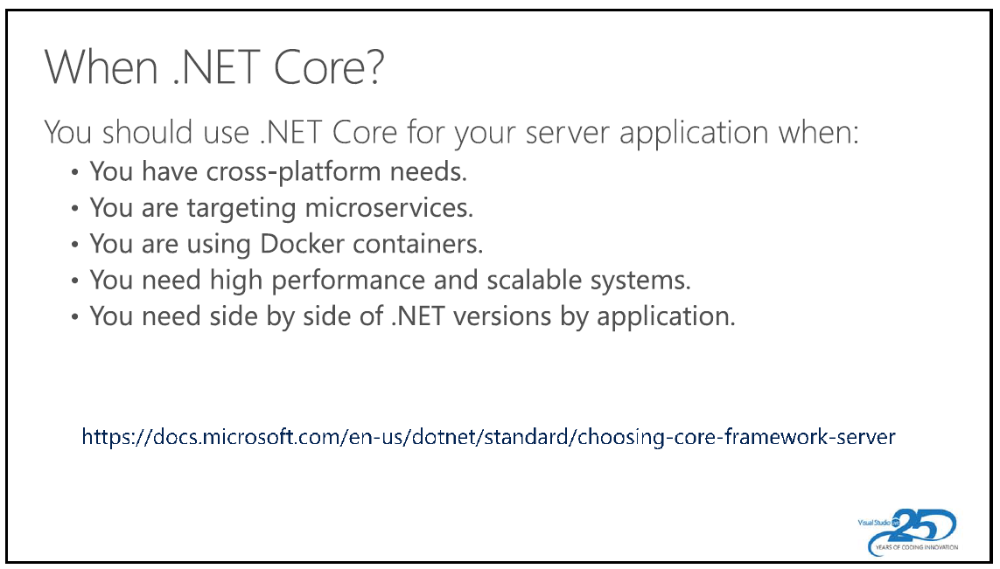 When .NET Core?
You should use .NET Core for your server application when:
• You have cross-platform needs.
• You are targeting microservices.
• You are using Docker containers.
• You need high performance and scalable systems.
• You need side by side of .NET versions by application.
https://docs.microsoft.com/en-us/dotnet/standard/choosing-core-framework-server
Visual Studio LIVE! 25
YEARS OF CODING INNOVATION